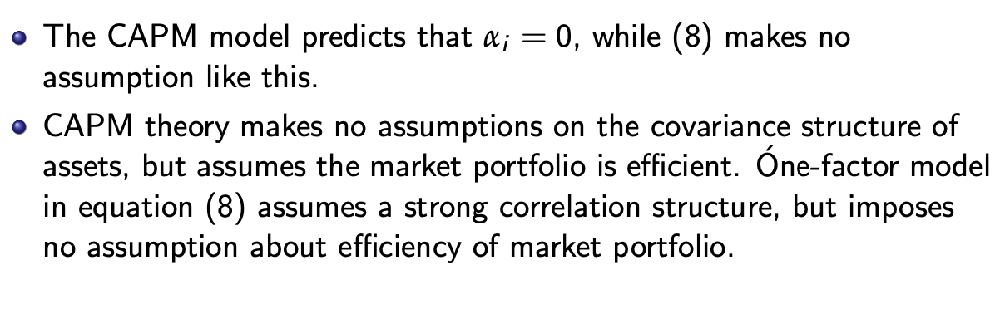 The CAPM model predicts that αᵢ = 0, while (8) makes no
assumption like this.
CAPM theory makes no assumptions on the covariance structure of
assets, but assumes the market portfolio is efficient. Óne-factor model
in equation (8) assumes a strong correlation structure, but imposes
no assumption about efficiency of market portfolio.